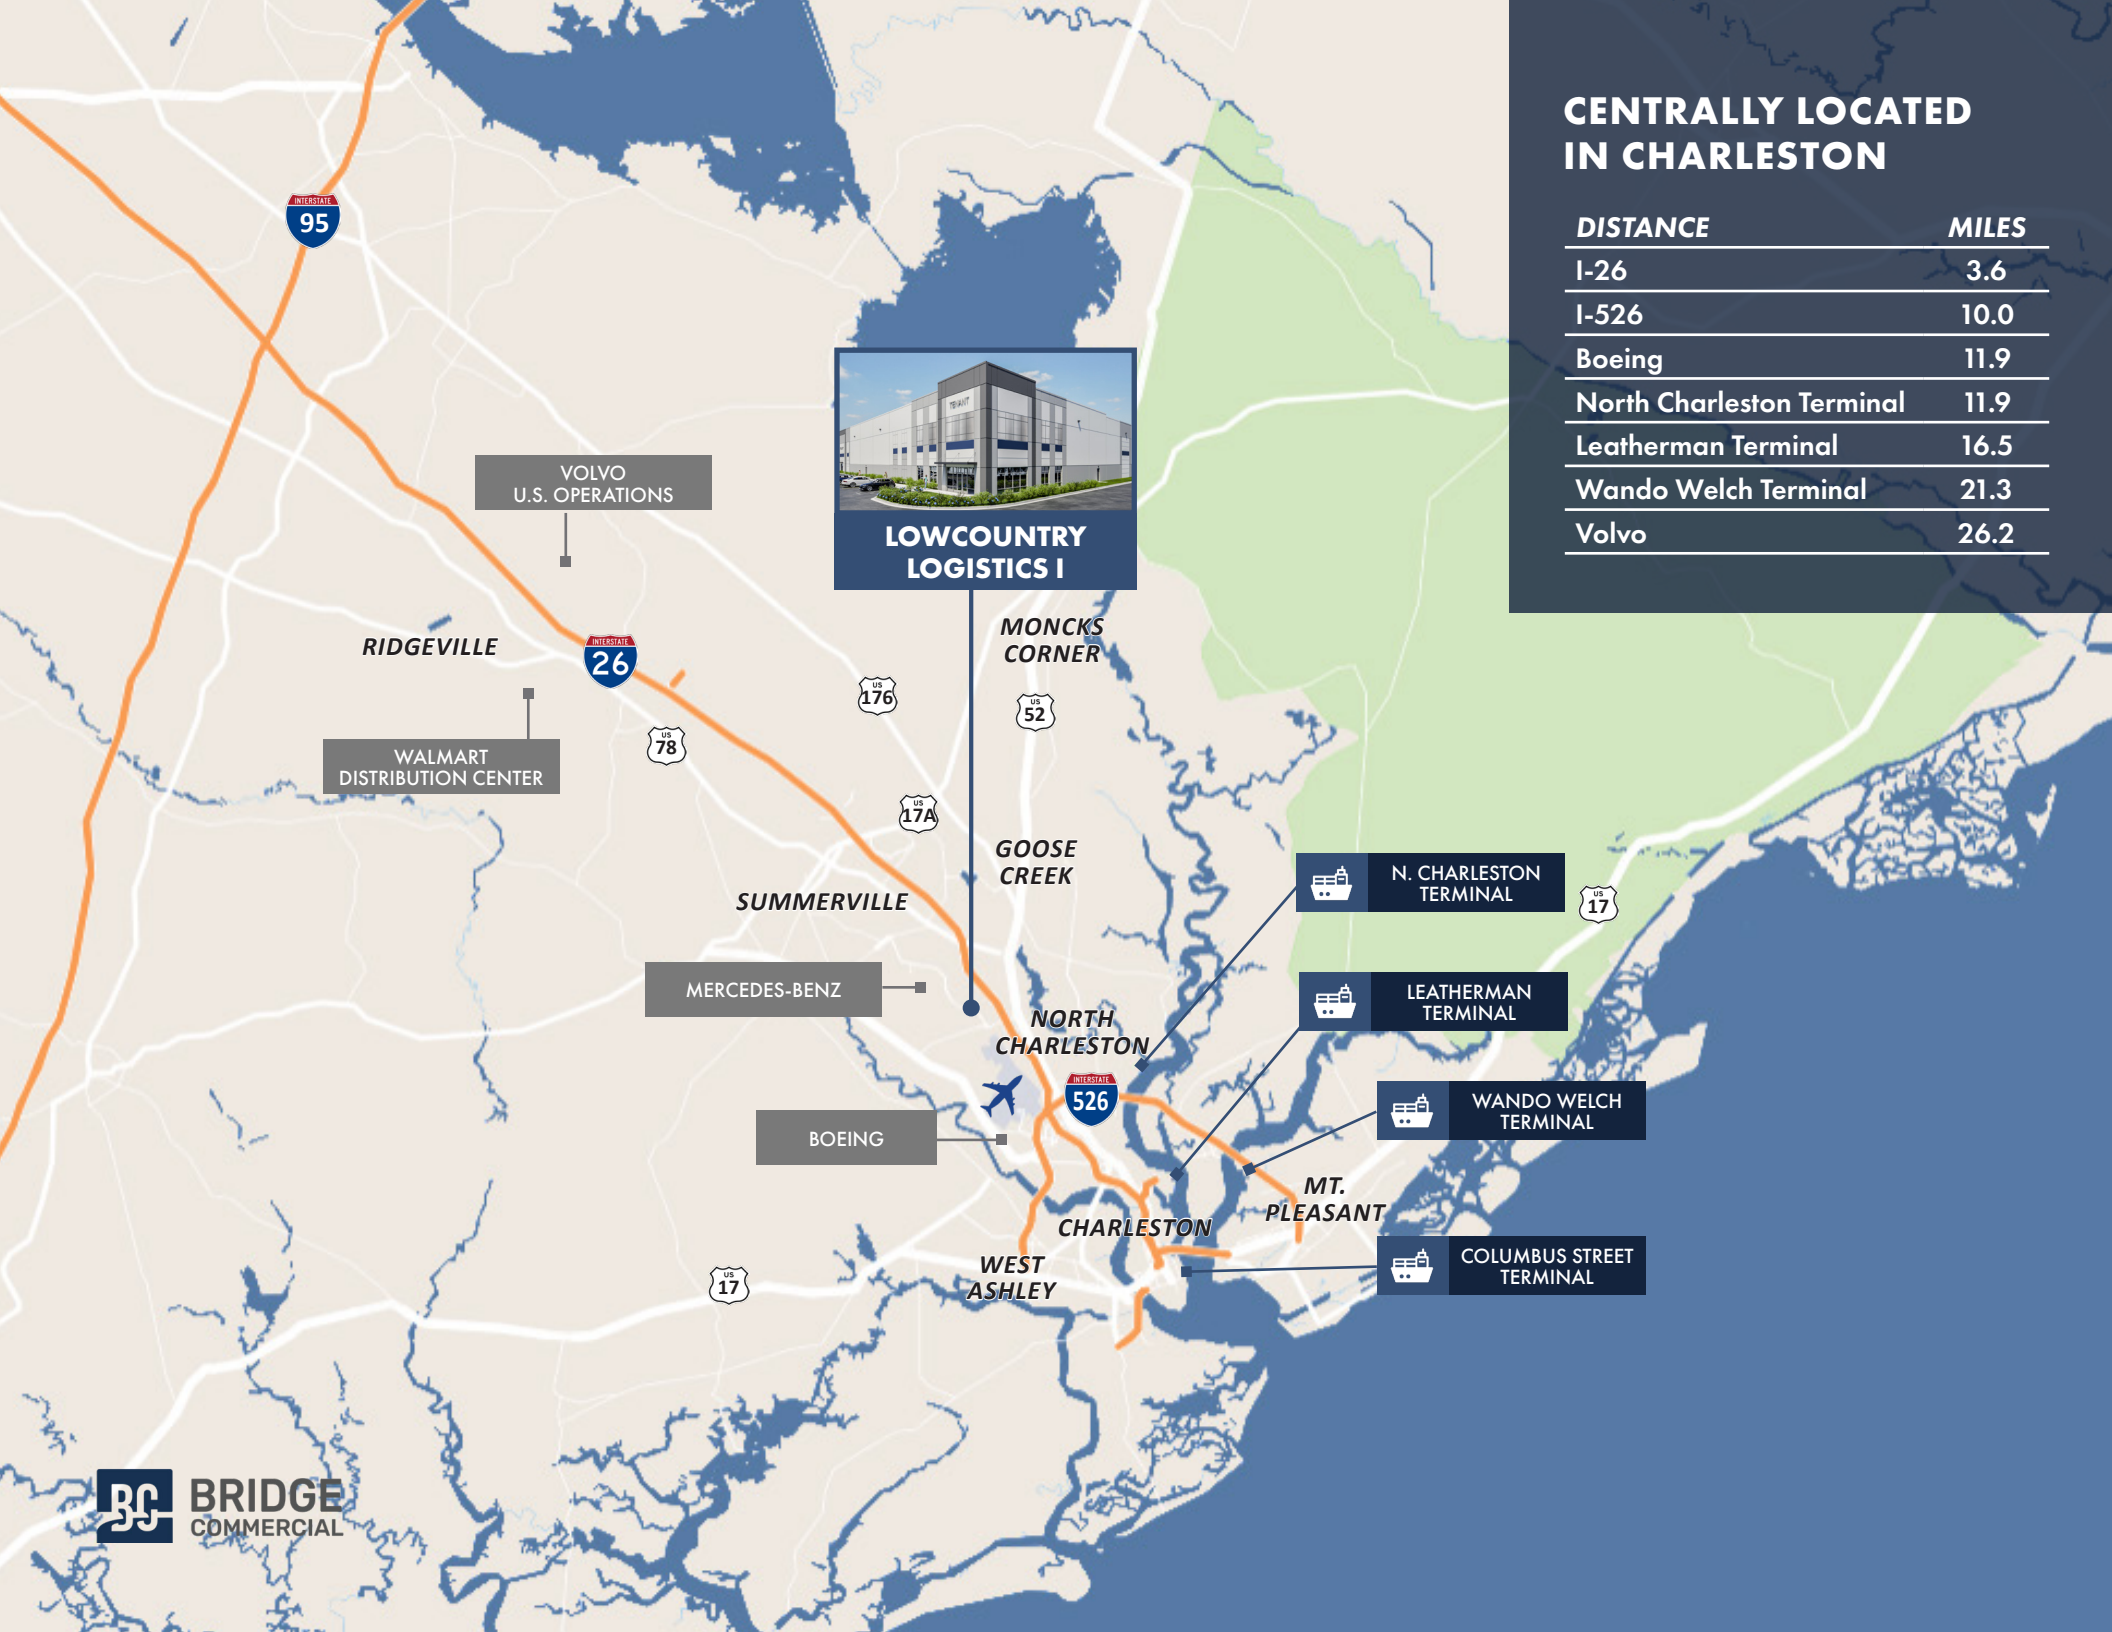 CENTRALLY LOCATED
IN CHARLESTON
DISTANCE MILES
I-26 3.6
I-526 10.0
Boeing 11.9
North Charleston Terminal 11.9
Leatherman Terminal 16.5
Wando Welch Terminal 21.3
Volvo 26.2
INTERSTATE
95
TENANT
LOWCOUNTRY
LOGISTICS I
VOLVO
U.S. OPERATIONS
RIDGEVILLE
INTERSTATE
26
MONCKS
CORNER
US
176
US
52
US
78
WALMART
DISTRIBUTION CENTER
US
17A
GOOSE
CREEK
SUMMERVILLE
N. CHARLESTON
TERMINAL
US
17
MERCEDES-BENZ
LEATHERMAN
TERMINAL
NORTH
CHARLESTON
INTERSTATE
526
WANDO WELCH
TERMINAL
BOEING
MT.
PLEASANT
CHARLESTON
WEST
ASHLEY
COLUMBUS STREET
TERMINAL
US
17
BC
BRIDGE
COMMERCIAL